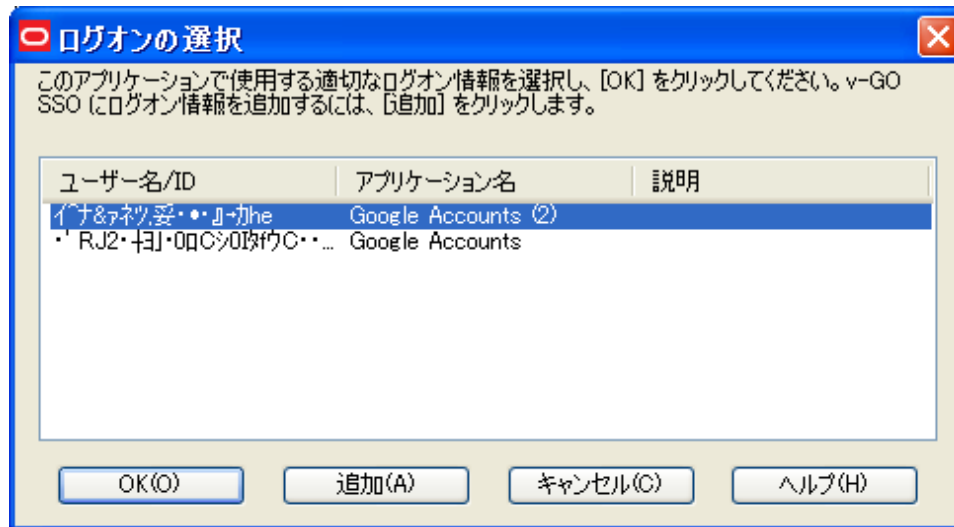 ログオンの選択
このアプリケーションで使用する適切なログオン情報を選択し、[OK] をクリックしてください。v-GO
SSO にログオン情報を追加するには、[追加] をクリックします。
ユーザー名/ID アプリケーション名 説明
Google Accounts (2)
Google Accounts
OK(O) 追加(A) キャンセル(C) ヘルプ(H)